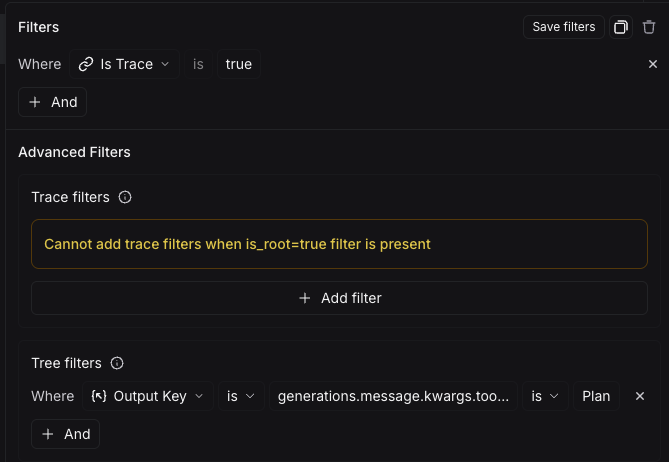 Filters Save filters
Where Is Trace is true
And
Advanced Filters
Trace filters
Cannot add trace filters when is_root=true filter is present
Add filter
Tree filters
Where Output Key is generations.message.kwargs.too... is Plan
And